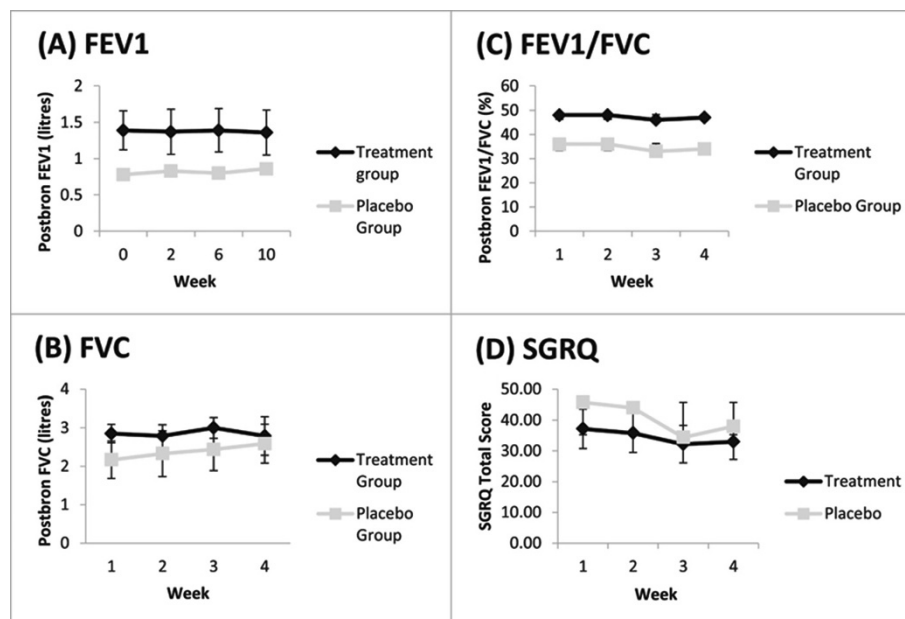 (A) FEV1
Postbron FEV1 (litres)
2
1.5
1
0.5
0
0 2 6 10
Week
Treatment
group
Placebo
Group
(C) FEV1/FVC
Postbron FEV1/FVC (%)
60
50
40
30
20
10
0
1 2 3 4
Week
Treatment
Group
Placebo Group
(B) FVC
Postbron FVC (litres)
4
3
2
1
0
1 2 3 4
Week
Treatment
Group
Placebo
Group
(D) SGRQ
SGRQ Total Score
50.00
40.00
30.00
20.00
10.00
0.00
1 2 3 4
Week
Treatment
Placebo